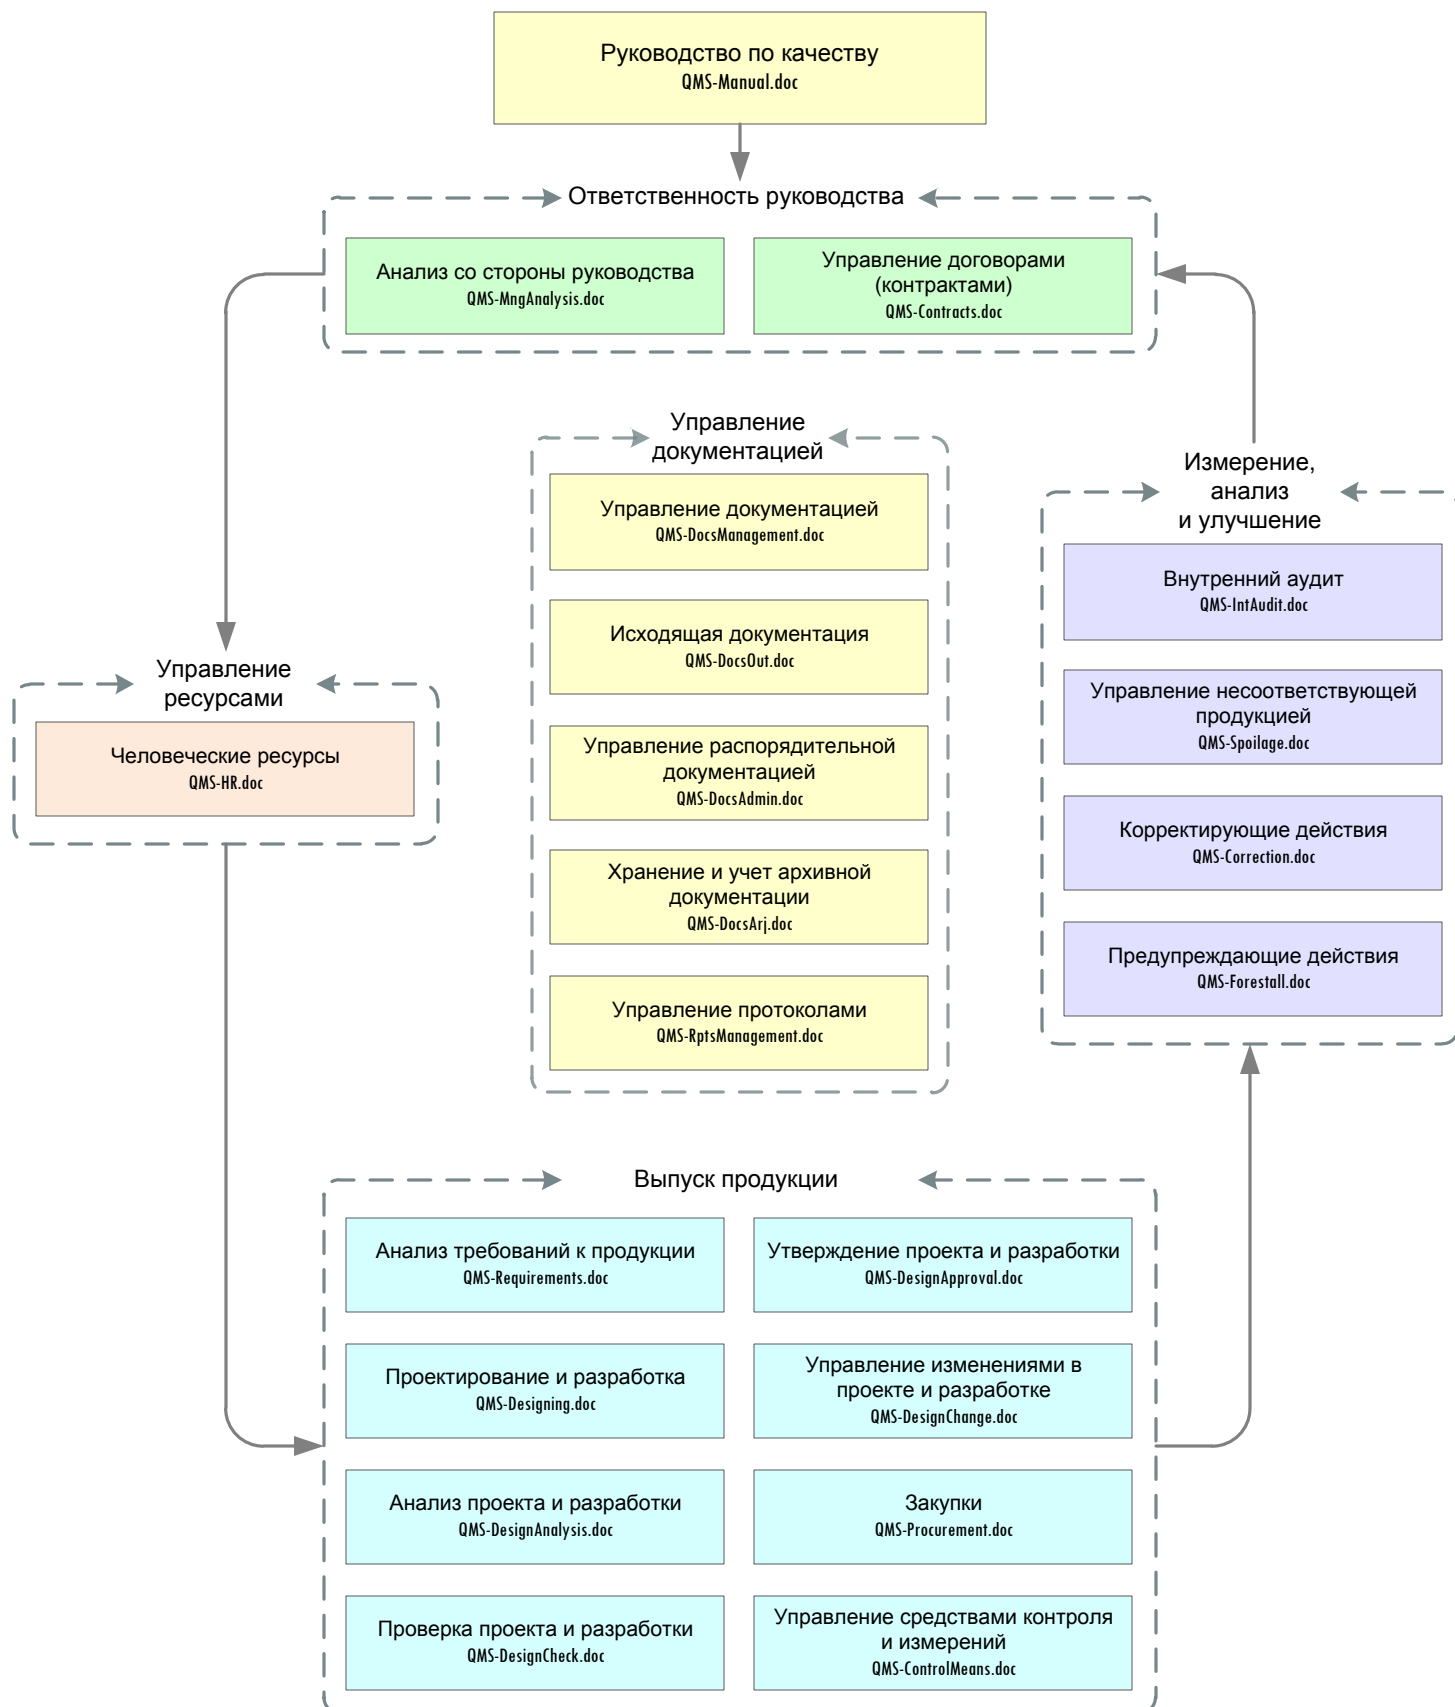 Руководство по качеству
QMS-Manual.doc
Ответственность руководства
Анализ со стороны руководства
QMS-MngAnalysis.doc
Управление договорами
(контрактами)
QMS-Contracts.doc
Управление
документацией
Управление документацией
QMS-DocsManagement.doc
Исходящая документация
QMS-DocsOut.doc
Управление распорядительной
документацией
QMS-DocsAdmin.doc
Хранение и учет архивной
документации
QMS-DocsArj.doc
Управление протоколами
QMS-RptsManagement.doc
Измерение,
анализ
и улучшение
Внутренний аудит
QMS-IntAudit.doc
Управление несоответствующей
продукцией
QMS-Spoilage.doc
Корректирующие действия
QMS-Correction.doc
Предупреждающие действия
QMS-Forestall.doc
Управление
ресурсами
Человеческие ресурсы
QMS-HR.doc
Выпуск продукции
Анализ требований к продукции
QMS-Requirements.doc
Утверждение проекта и разработки
QMS-DesignApproval.doc
Проектирование и разработка
QMS-Designing.doc
Управление изменениями в
проекте и разработке
QMS-DesignChange.doc
Анализ проекта и разработки
QMS-DesignAnalysis.doc
Закупки
QMS-Procurement.doc
Проверка проекта и разработки
QMS-DesignCheck.doc
Управление средствами контроля
и измерений
QMS-ControlMeans.doc